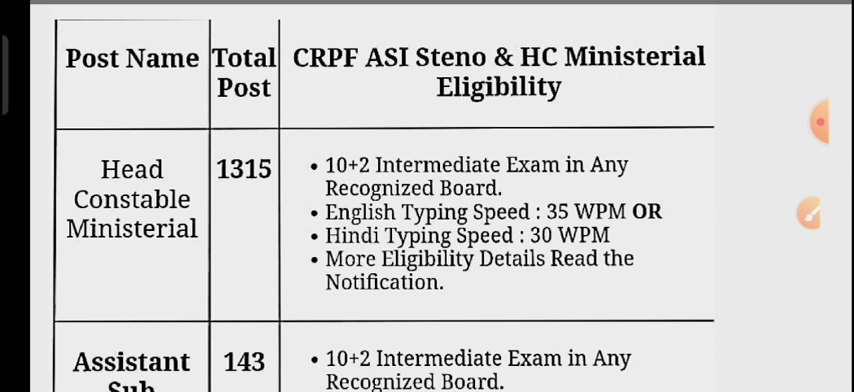 Post Name Total Post CRPF ASI Steno & HC Ministerial Eligibility
Head Constable Ministerial
1315
• 10+2 Intermediate Exam in Any
Recognized Board.
• English Typing Speed : 35 WPM OR
• Hindi Typing Speed : 30 WPM
• More Eligibility Details Read the
Notification.
Assistant
Sub
143
• 10+2 Intermediate Exam in Any
Recognized Board.